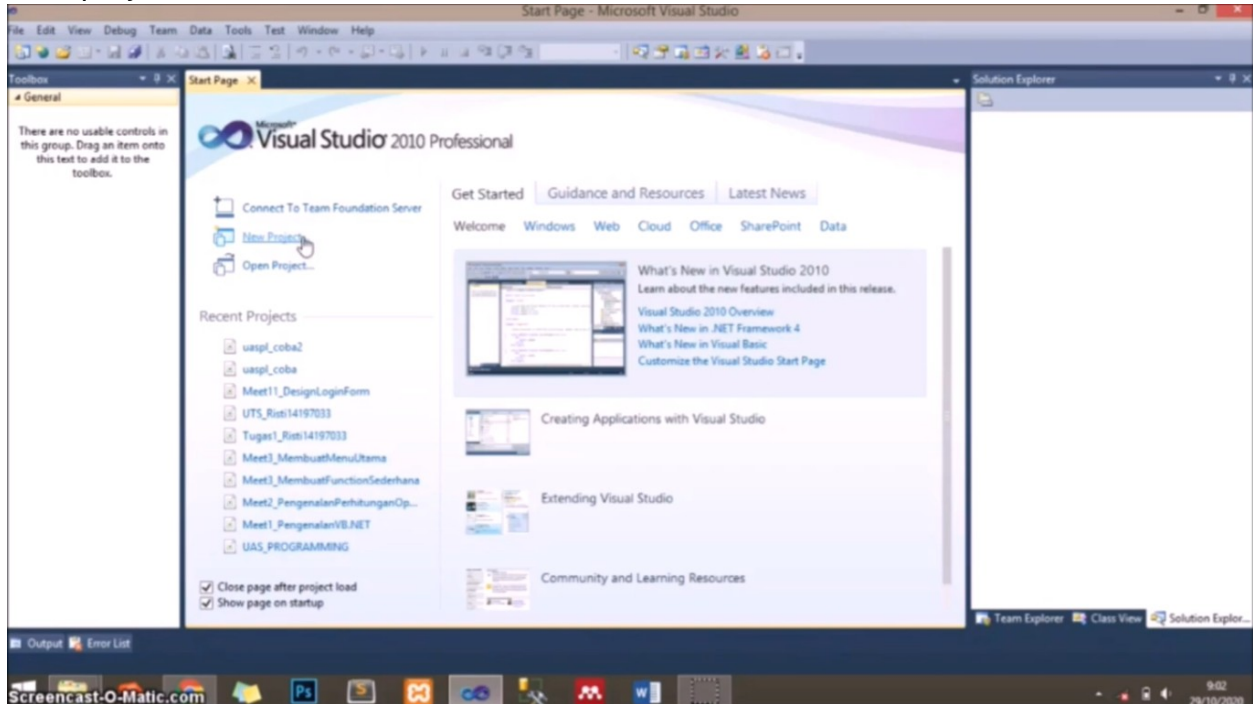 Start Page - Microsoft Visual Studio
File Edit View Debug Team Data Tools Test Window Help
Toolbox
General
There are no usable controls in
this group. Drag an item onto
this text to add it to the
toolbox.
Start Page
Microsoft
Visual Studio 2010 Professional
Connect To Team Foundation Server
New Project...
Open Project...
Recent Projects
uaspl_coba2
uaspl_coba
Meet11_DesignLoginForm
UTS_Risti14197033
Tugas1_Risti14197033
Meet3_MembuatMenuUtama
Meet3_MembuatFunctionSederhana
Meet2_PengenalanPerhitunganOp...
Meet1_PengenalanVB.NET
UAS_PROGRAMMING
Close page after project load
Show page on startup
Get Started Guidance and Resources Latest News
Welcome Windows Web Cloud Office SharePoint Data
What's New in Visual Studio 2010
Learn about the new features included in this release.
Visual Studio 2010 Overview
What's New in .NET Framework 4
What's New in Visual Basic
Customize the Visual Studio Start Page
Creating Applications with Visual Studio
Extending Visual Studio
Community and Learning Resources
Solution Explorer
Team Explorer Class View Solution Explor...
Output Error List
Screencast-O-Matic.com
Ps
S
W
9:02
29/10/2020